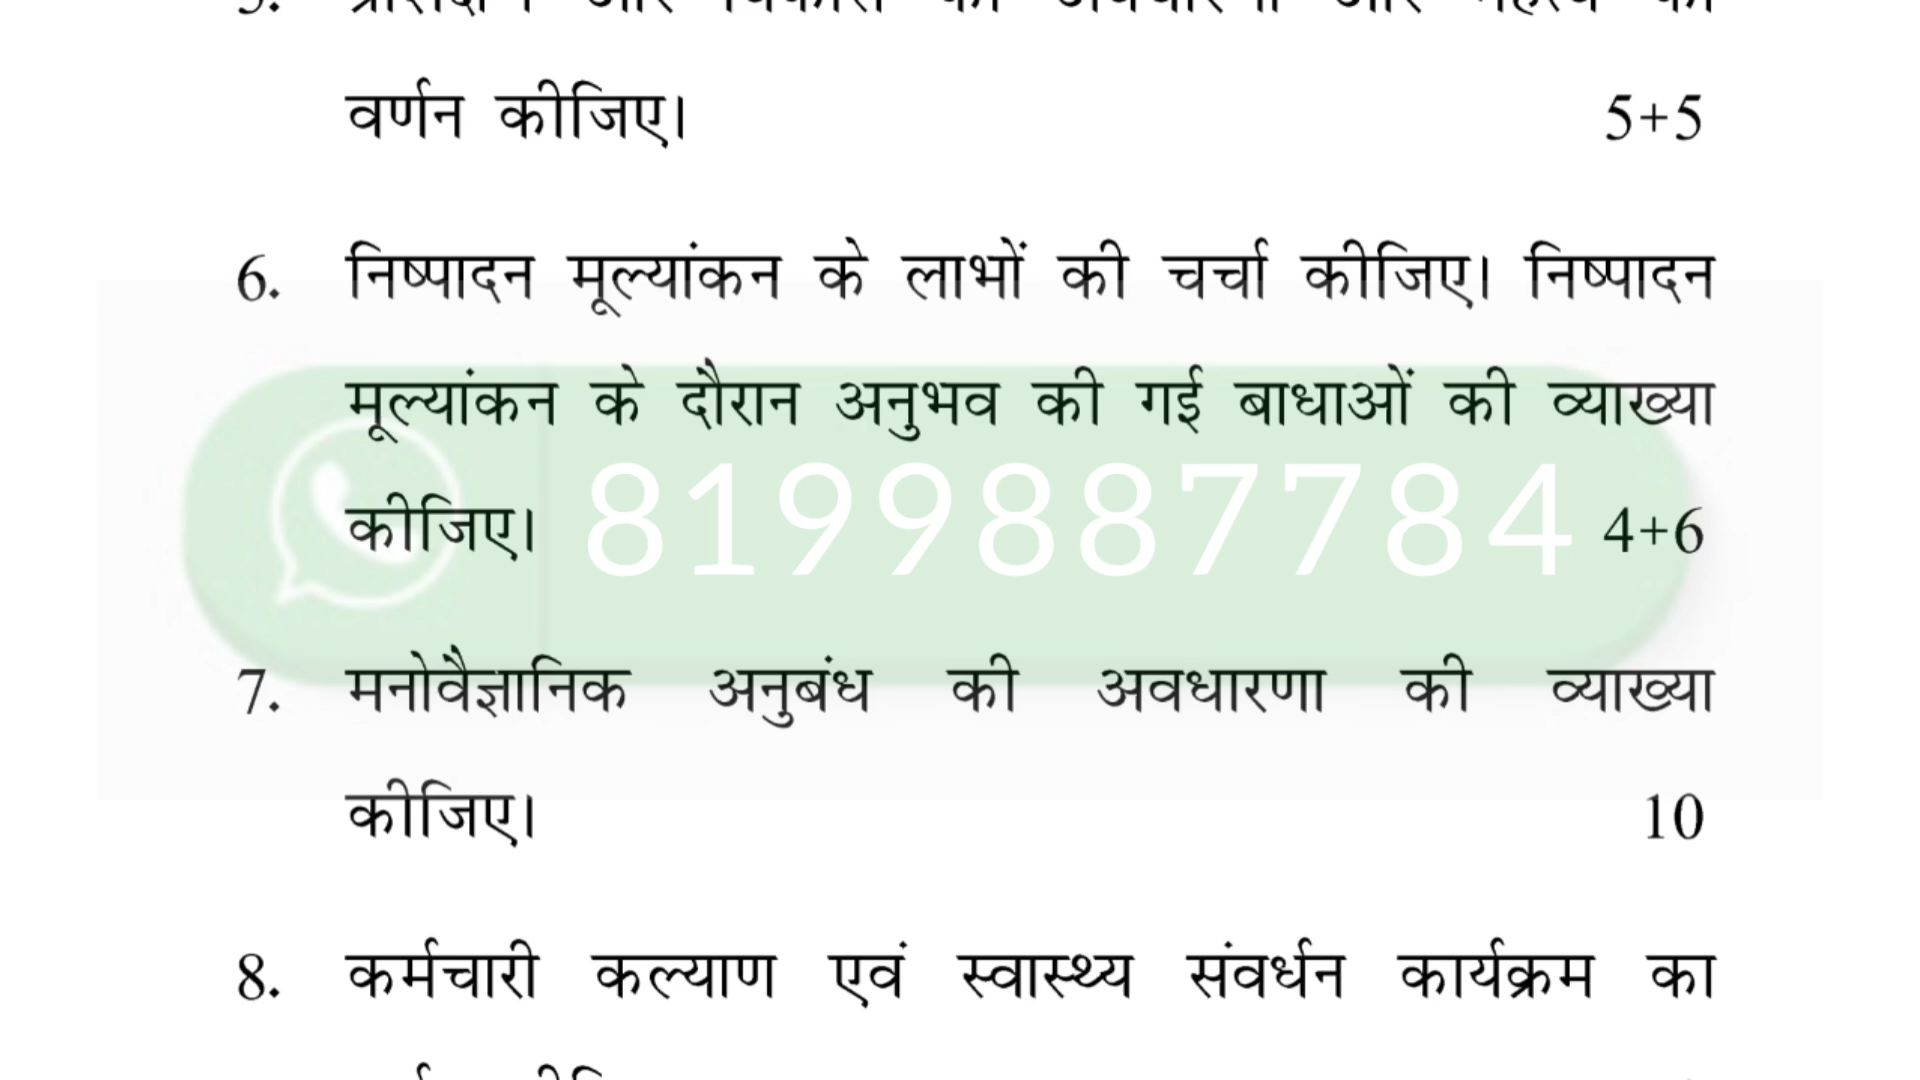 वर्णन कीजिए। 5+5
6. निष्पादन मूल्यांकन के लाभों की चर्चा कीजिए। निष्पादन
मूल्यांकन के दौरान अनुभव की गई बाधाओं की व्याख्या
कीजिए। 4+6
8199887784
7. मनोवैज्ञानिक अनुबंध की अवधारणा की व्याख्या
कीजिए। 10
8. कर्मचारी कल्याण एवं स्वास्थ्य संवर्धन कार्यक्रम का